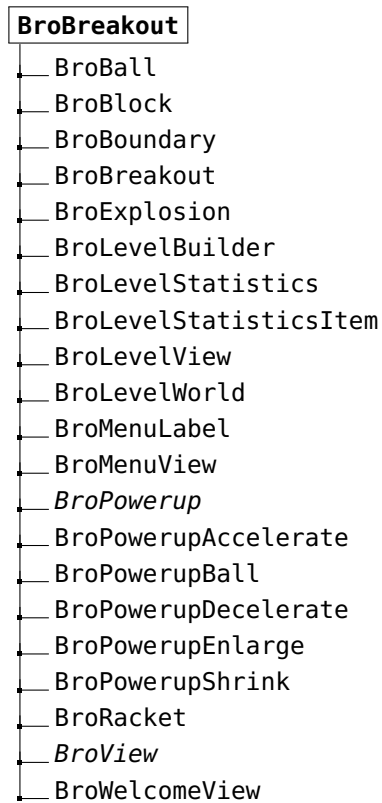 BroBreakout
BroBall
BroBlock
BroBoundary
BroBreakout
BroExplosion
BroLevelBuilder
BroLevelStatistics
BroLevelStatisticsItem
BroLevelView
BroLevelWorld
BroMenuLabel
BroMenuView
BroPowerup
BroPowerupAccelerate
BroPowerupBall
BroPowerupDecelerate
BroPowerupEnlarge
BroPowerupShrink
BroRacket
BroView
BroWelcomeView